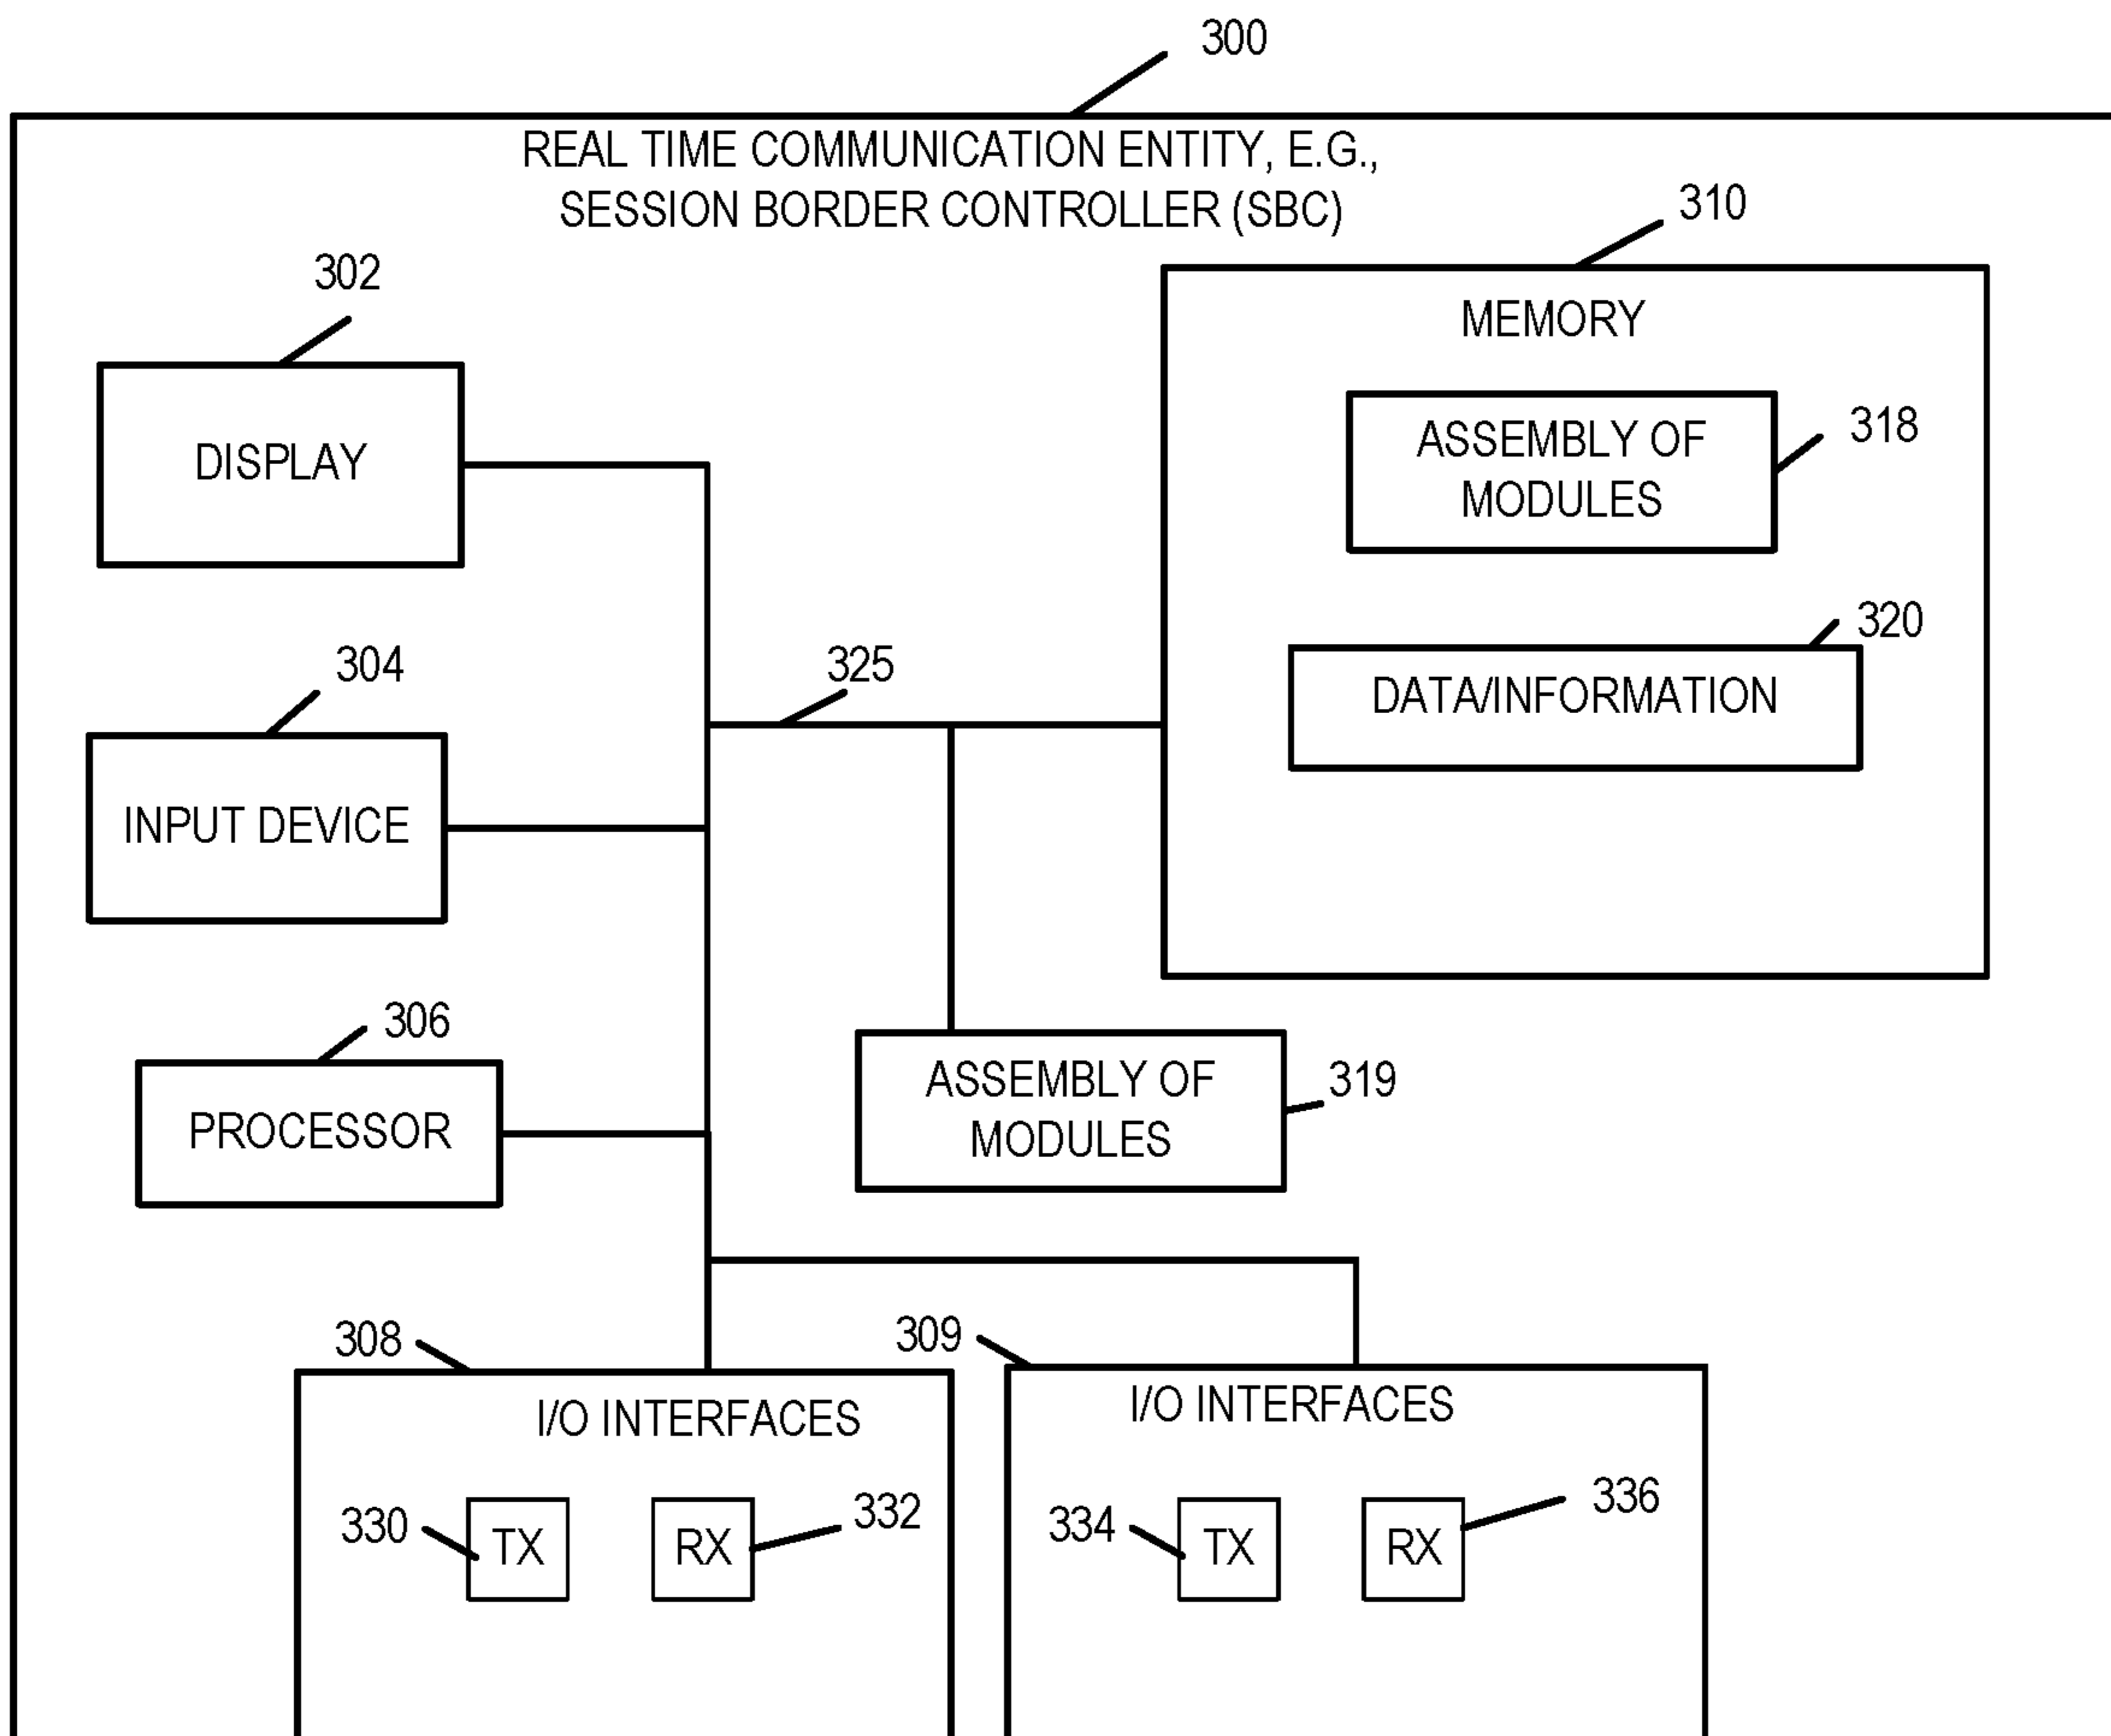 300
REAL TIME COMMUNICATION ENTITY, E.G.,
SESSION BORDER CONTROLLER (SBC)
310
MEMORY
302
DISPLAY
ASSEMBLY OF
MODULES
318
320
DATA/INFORMATION
304
INPUT DEVICE
325
306
PROCESSOR
ASSEMBLY OF
MODULES
319
308
I/O INTERFACES
330
TX
RX
332
309
I/O INTERFACES
334
TX
RX
336